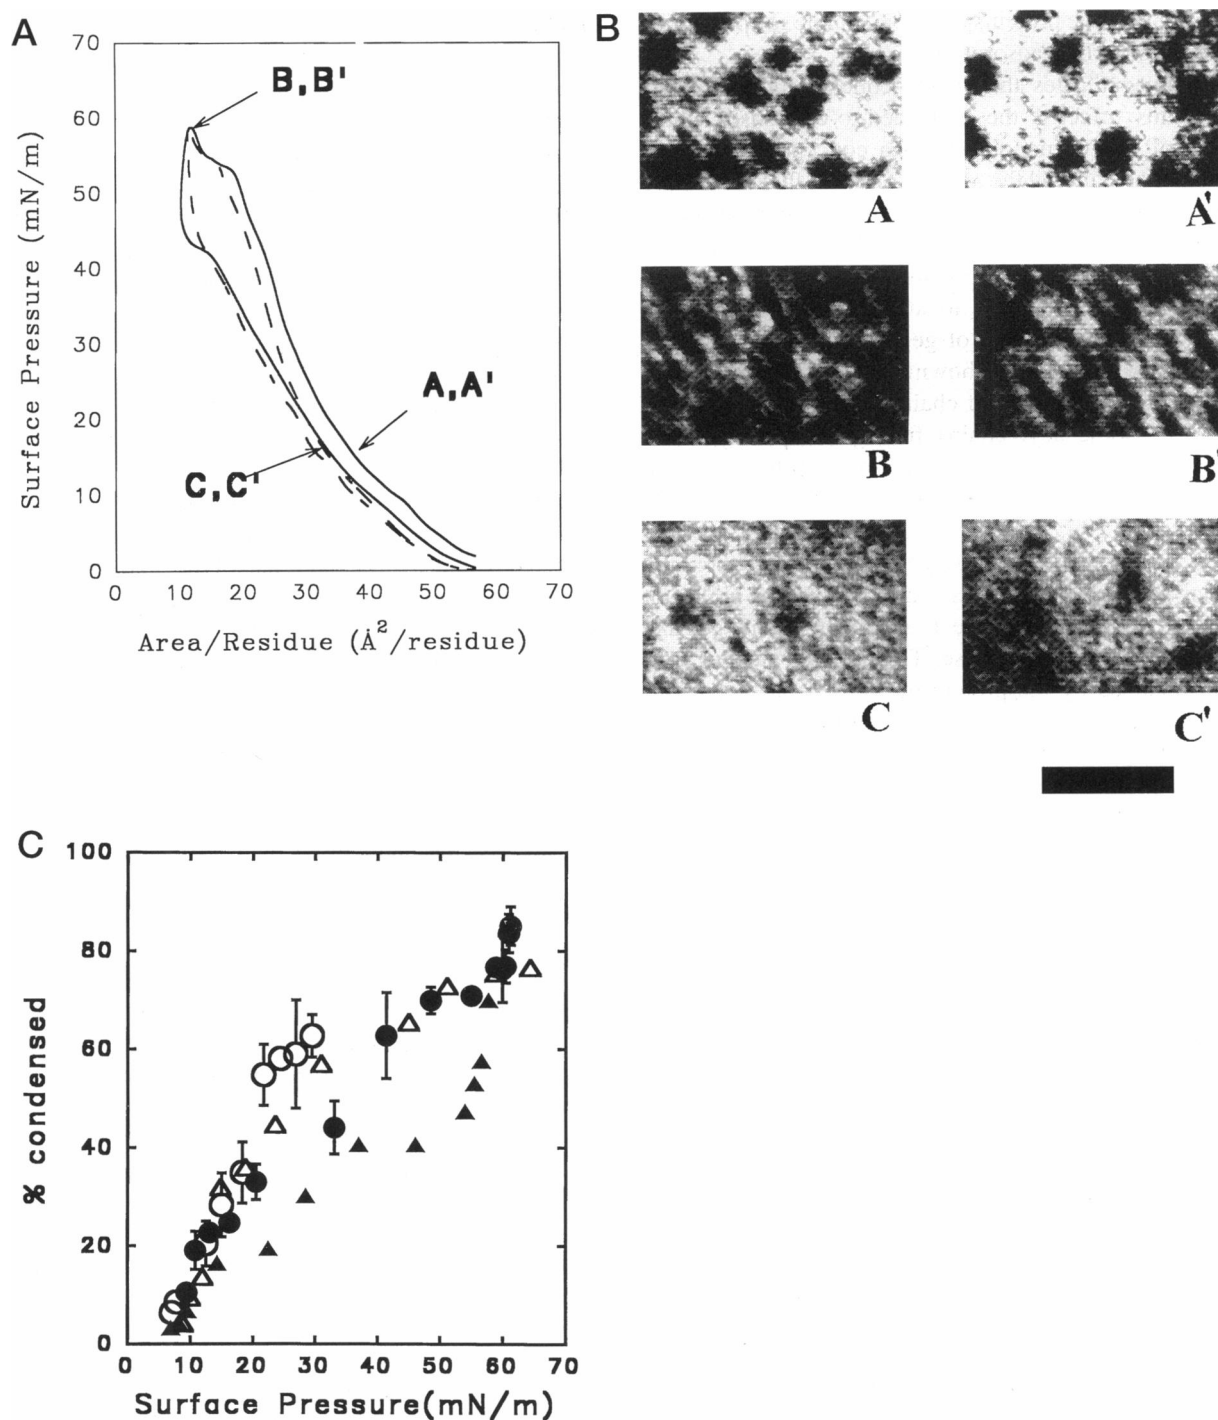 A
70
60
50
40
30
20
10
0
Surface Pressure (mN/m)
B,B'
A,A'
C,C'
0 10 20 30 40 50 60 70
Area/Residue (Å²/residue)
B
A
A'
B
B'
C
C'
C
100
80
60
40
20
0
% condensed
0 10 20 30 40 50 60 70
Surface Pressure(mN/m)